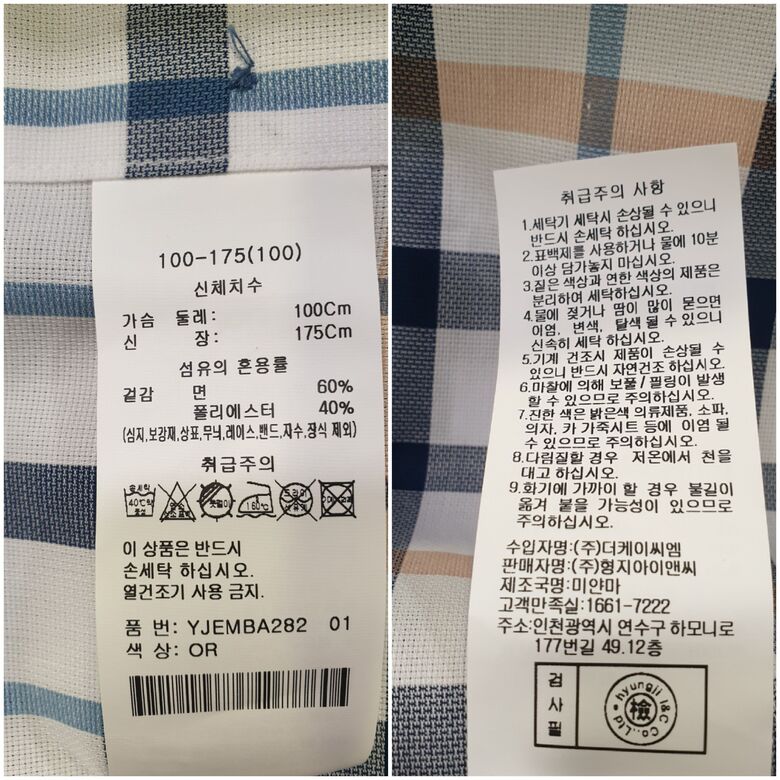 100-175(100)
신체치수
가슴 둘레: 100Cm
신 장: 175Cm
섬유의 혼용률
겉감 면 60%
폴리에스터 40%
(심지,보강재,상표,무늬,레이스,밴드,자수,장식 제외)
취급주의
손세탁
40℃
중성
드라이
160℃
이 상품은 반드시
손세탁 하십시오.
열건조기 사용 금지.
품 번: YJEMBA282 01
색 상: OR
취급주의 사항
1.세탁기 세탁시 손상될 수 있으니
반드시 손세탁 하십시오.
2.표백제를 사용하거나 물에 10분
이상 담가놓지 마십시오.
3.짙은 색상과 연한 색상의 제품은
분리하여 세탁하십시오.
4.물에 젖거나 땀이 많이 묻으면
이염, 변색, 탈색 될 수 있으니
신속히 세탁 하십시오.
5.기계 건조시 제품이 손상될 수
있으니 반드시 자연건조 하십시오.
6.마찰에 의해 보풀/필링이 발생
할 수 있으므로 주의하십시오.
7.진한 색은 밝은색 의류제품, 소파,
의자, 카 가죽시트 등에 이염 될
수 있으므로 주의하십시오.
8.다림질할 경우 저온에서 천을
대고 하십시오.
9.화기에 가까이 할 경우 불길이
옮겨 붙을 가능성이 있으므로
주의하십시오.
수입자명:(주)더케이씨엠
판매자명:(주)형지아이앤씨
제조국명:미얀마
고객만족실:1661-7222
주소:인천광역시 연수구 하모니로
177번길 49.12층
검사필
hyungji I&C Co.,Ltd
檢